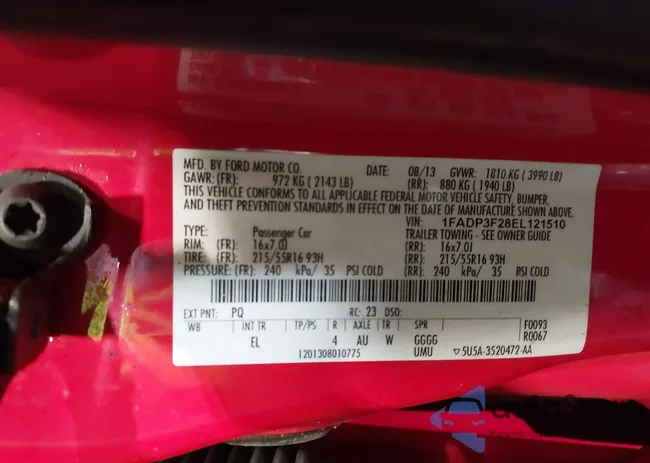 MFD. BY FORD MOTOR CO. DATE: 08/13 GVWR: 1810 KG ( 3990 LB)
GAWR: (FR): 972 KG ( 2143 LB) (RR): 880 KG ( 1940 LB)
THIS VEHICLE CONFORMS TO ALL APPLICABLE FEDERAL MOTOR VEHICLE SAFETY, BUMPER,
AND THEFT PREVENTION STANDARDS IN EFFECT ON THE DATE OF MANUFACTURE SHOWN ABOVE.
VIN: 1FADP3F28EL121510
TYPE: Passenger Car TRAILER TOWING - SEE OWNER GUIDE
RIM: (FR) 16x7.0J (RR) 16x7.0J
TIRE: (FR) 215/55R16 93H (RR) 215/55R16 93H
PRESSURE: (FR) 240 kPa/ 35 PSI COLD (RR) 240 kPa/ 35 PSI COLD
EXT PNT: PQ RC: 23 DSO:
WB INT TR TP/PS R AXLE TR SPR F0093
EL 4 AU W GGGG R0067
1201308010775 UMU ▽5U5A-3520472-AA